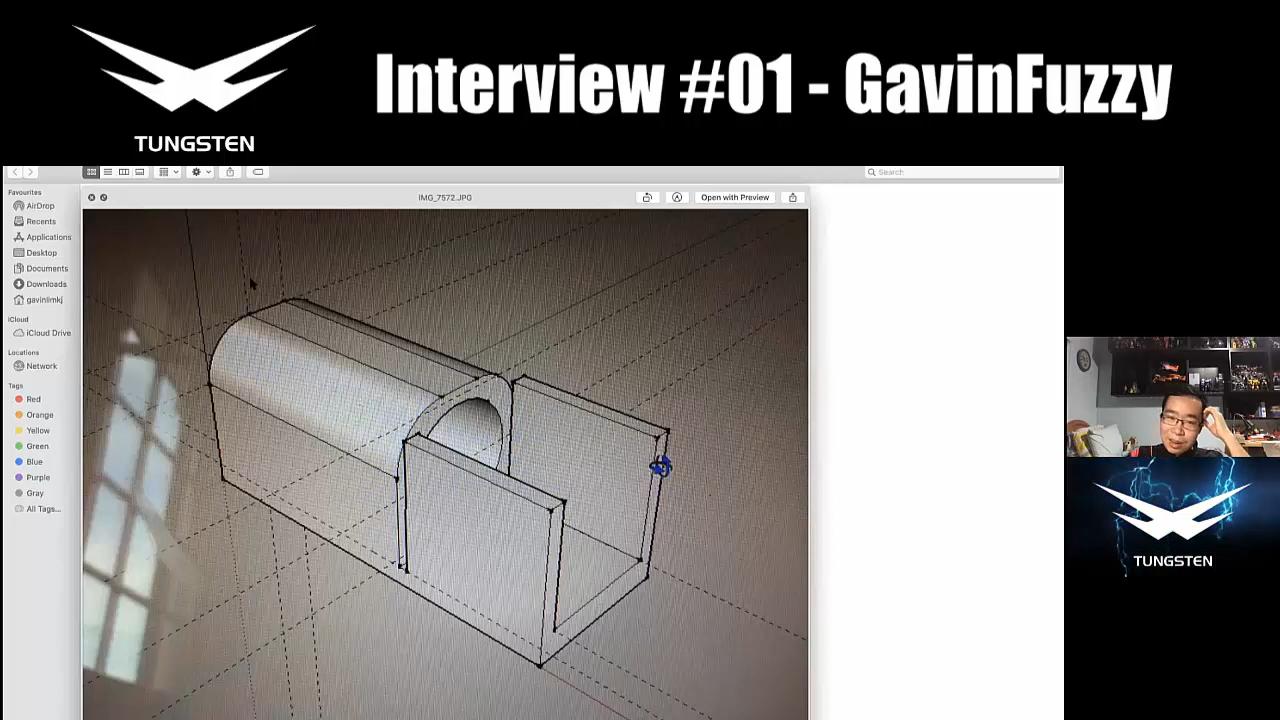 Interview #01 - GavinFuzzy
TUNGSTEN
Search
Favourites
IMG_7572.JPG
Open with Preview
AirDrop
Recents
Applications
Desktop
Documents
Downloads
gavinlimkj
iCloud
iCloud Drive
Locations
Network
Tags
Red
Orange
Yellow
Green
Blue
Purple
Gray
All Tags...
TUNGSTEN